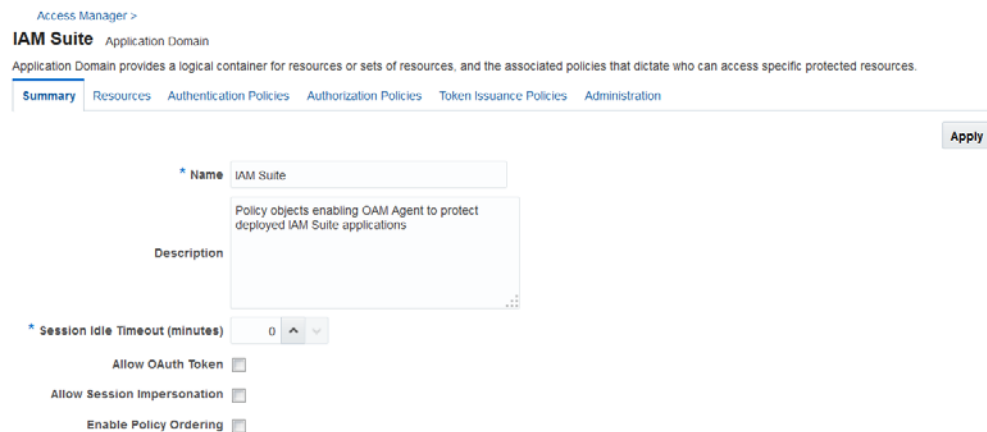 Access Manager >
IAM Suite Application Domain
Application Domain provides a logical container for resources or sets of resources, and the associated policies that dictate who can access specific protected resources.
Summary Resources Authentication Policies Authorization Policies Token Issuance Policies Administration
Apply
* Name IAM Suite
Policy objects enabling OAM Agent to protect
deployed IAM Suite applications
Description
* Session Idle Timeout (minutes) 0
Allow OAuth Token
Allow Session Impersonation
Enable Policy Ordering